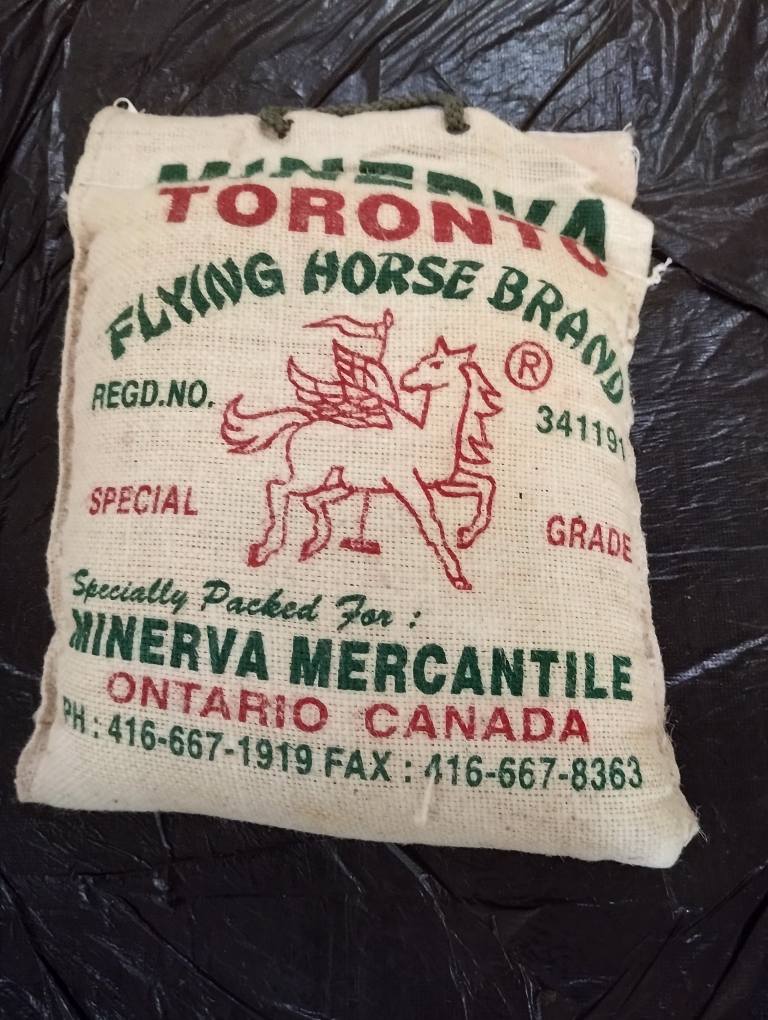 MINERVA
TORONTO
FLYING HORSE BRAND
®
REGD.NO. 341191
SPECIAL GRADE
Specially Packed For :
MINERVA MERCANTILE
ONTARIO CANADA
PH : 416-667-1919 FAX : 416-667-8363